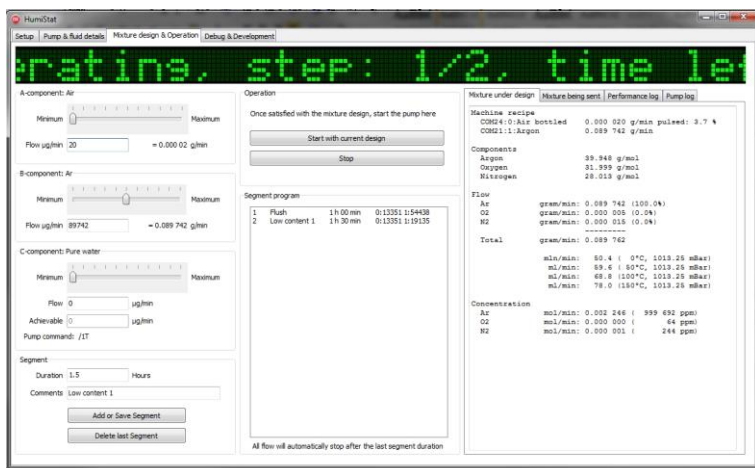 HumiStat
Setup Pump & fluid details Mixture design & Operation Debug & Development
erating, step: 1/2, time lef
A-component: Air
Minimum Maximum
Flow µg/min 20 = 0.000 02 g/min
B-component: Ar
Minimum Maximum
Flow µg/min 89742 = 0.089 742 g/min
C-component: Pure water
Minimum Maximum
Flow 0 µg/min
Achievable 0 µg/min
Pump command: /1T
Segment
Duration 1.5 Hours
Comments Low content 1
Add or Save Segment
Delete last Segment
Operation
Once satisfied with the mixture design, start the pump here
Start with current design
Stop
Segment program
1 Flush 1 h 00 min 0:13351 1:54438
2 Low content 1 1 h 30 min 0:13351 1:19135
All flow will automatically stop after the last segment duration
Mixture under design Mixture being sent Performance log Pump log
Machine recipe
COM24:0:Air bottled 0.000 020 g/min pulsed: 3.7 %
COM21:1:Argon 0.089 742 g/min
Components
Argon 39.948 g/mol
Oxygen 31.999 g/mol
Nitrogen 28.013 g/mol
Flow
Ar gram/min: 0.089 742 (100.0%)
O2 gram/min: 0.000 005 (0.0%)
N2 gram/min: 0.000 015 (0.0%)
---------
Total gram/min: 0.089 762
mln/min: 50.4 ( 0°C, 1013.25 mBar)
ml/min: 59.6 ( 50°C, 1013.25 mBar)
ml/min: 68.8 (100°C, 1013.25 mBar)
ml/min: 78.0 (150°C, 1013.25 mBar)
Concentration
Ar mol/min: 0.002 246 ( 999 692 ppm)
O2 mol/min: 0.000 000 ( 64 ppm)
N2 mol/min: 0.000 001 ( 244 ppm)